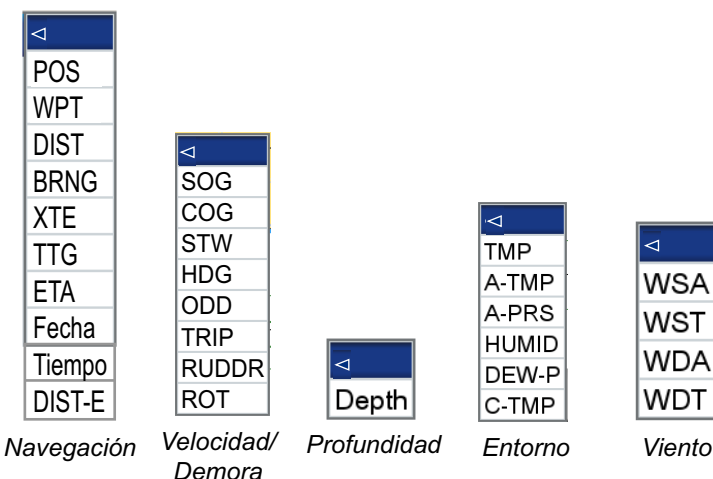 POS
WPT
DIST
BRNG
XTE
TTG
ETA
Fecha
Tiempo
DIST-E
Navegación
SOG
COG
STW
HDG
ODD
TRIP
RUDDR
ROT
Velocidad/
Demora
Depth
Profundidad
TMP
A-TMP
A-PRS
HUMID
DEW-P
C-TMP
Entorno
WSA
WST
WDA
WDT
Viento